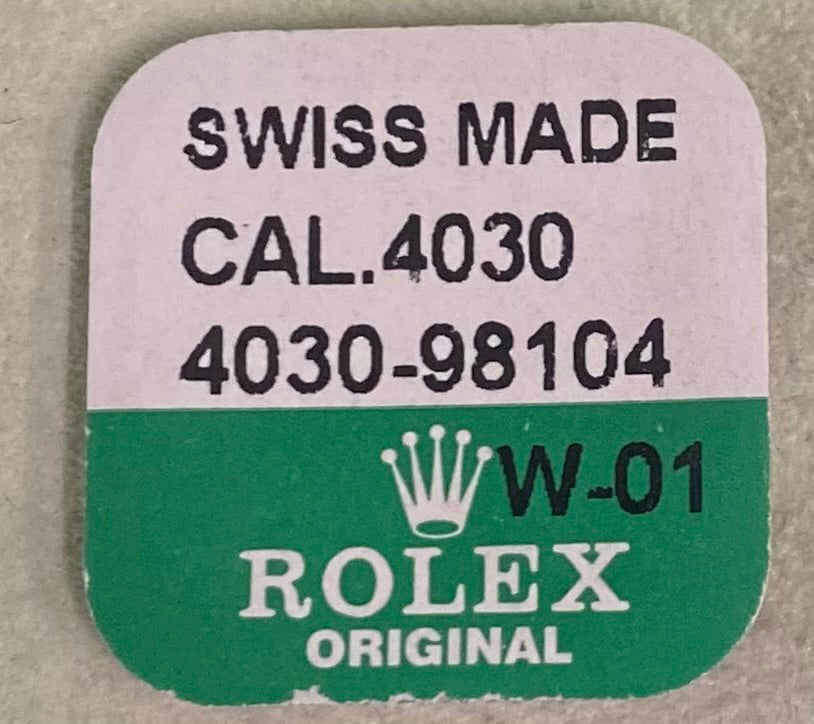 SWISS MADE
CAL.4030
4030-98104
W-01
ROLEX
ORIGINAL